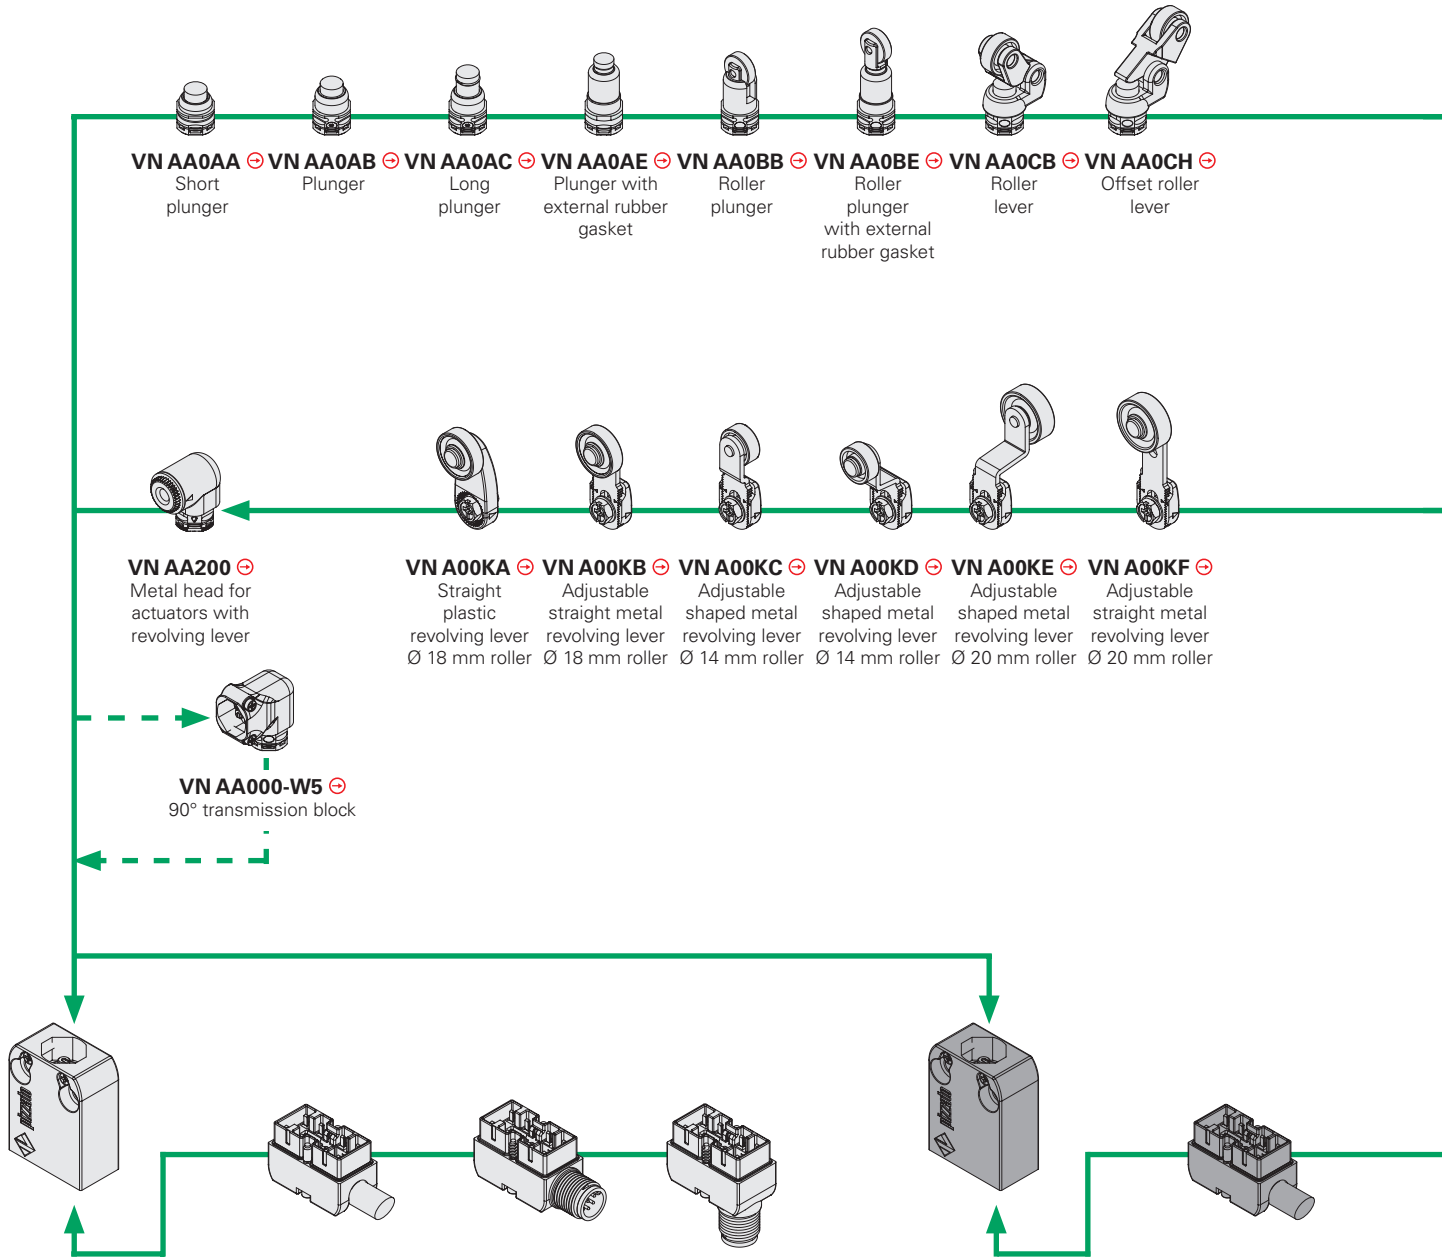 VN AA0AA VN AA0AB VN AA0AC VN AA0AE VN AA0BB VN AA0BE VN AA0CB VN AA0CH
Short
plunger
Plunger
Long
plunger
Plunger with
external rubber
gasket
Roller
plunger
Roller
plunger
with external
rubber gasket
Roller
lever
Offset roller
lever
VN AA200
Metal head for
actuators with
revolving lever
VN A00KA
Straight
plastic
revolving lever
Ø 18 mm roller
VN A00KB
Adjustable
straight metal
revolving lever
Ø 18 mm roller
VN A00KC
Adjustable
shaped metal
revolving lever
Ø 14 mm roller
VN A00KD
Adjustable
shaped metal
revolving lever
Ø 14 mm roller
VN A00KE
Adjustable
shaped metal
revolving lever
Ø 20 mm roller
VN A00KF
Adjustable
straight metal
revolving lever
Ø 20 mm roller
VN AA000-W5
90° transmission block
pizzato
pizzato